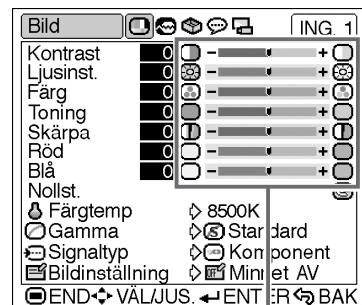 Bild ING. 1
Kontrast 0 - +
Ljusinst. 0 - +
Färg 0 - +
Toning 0 - +
Skärpa 0 - +
Röd 0 - +
Blå 0 - +
Nollst.
Färgtemp 8500K
Gamma S Standard
Signaltyp Komponent
Bildinställning Minnet AV
END VÄLJ/JUS. ENTER BAK